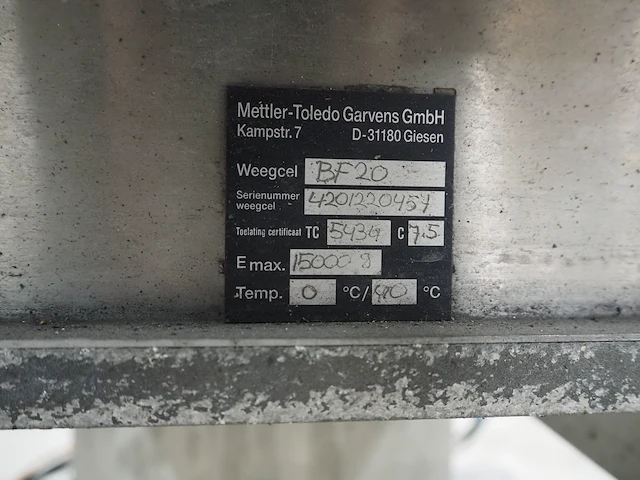 Mettler-Toledo Garvens GmbH
Kampstr. 7 D-31180 Giesen
Weegcel BF20
Serienummer weegcel 4201220457
Toelating certificaat TC 5434 C 7.5
E max. 15000 g
Temp. 0 °C/ 40 °C